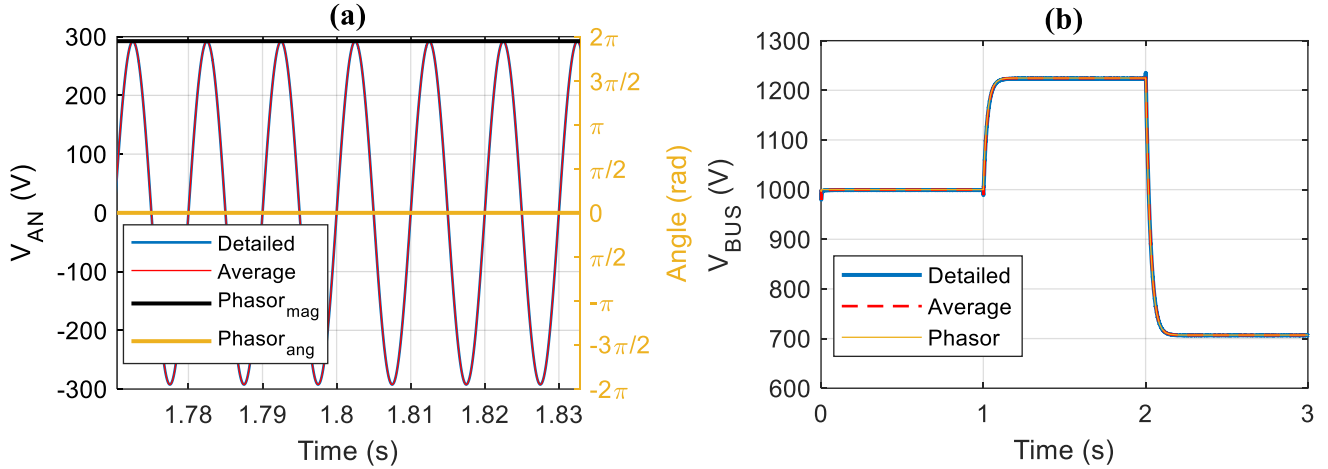 (a)
300
200
100
0
-100
-200
-300
V_AN (V)
2π
3π/2
π
π/2
0
π/2
-π
-3π/2
-2π
Angle (rad)
Detailed
Average
Phasor_mag
Phasor_ang
1.78 1.79 1.8 1.81 1.82 1.83
Time (s)
(b)
1300
1200
1100
1000
900
800
700
600
V_BUS (V)
Detailed
Average
Phasor
0 1 2 3
Time (s)